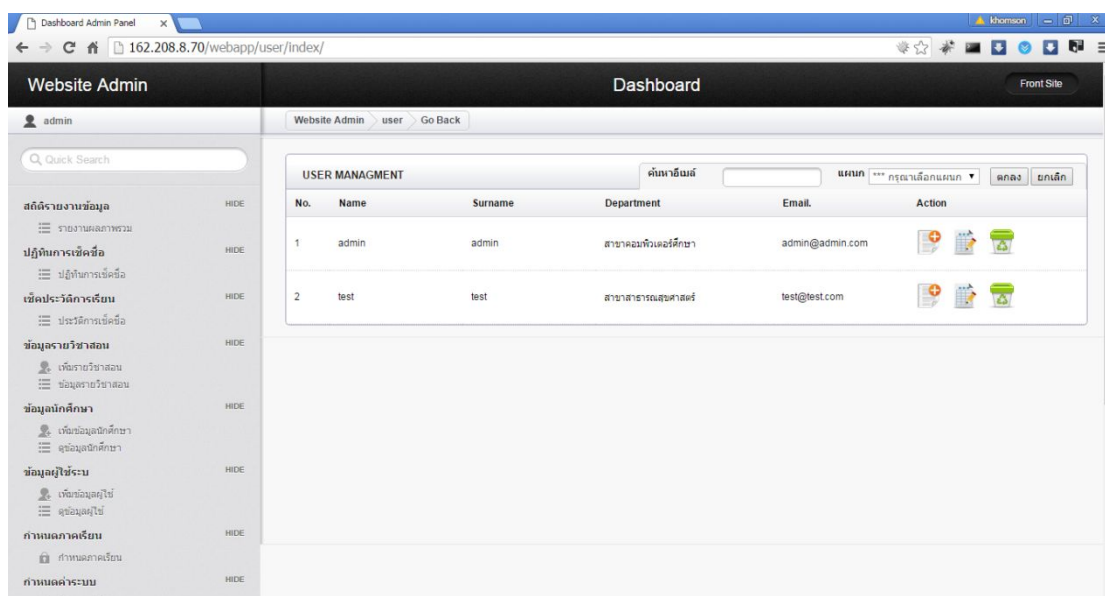 Dashboard Admin Panel
khomson
162.208.8.70/webapp/user/index/
Website Admin
Dashboard
Front Site
admin
Website Admin user Go Back
Quick Search
USER MANAGMENT ค้นหาอีเมล์ แผนก *** กรุณาเลือกแผนก ตกลง ยกเลิก
No. Name Surname Department Email. Action
1 admin admin สาขาคอมพิวเตอร์ศึกษา admin@admin.com
2 test test สาขาสาธารณสุขศาสตร์ test@test.com
สถิติรายงานข้อมูล HIDE
รายงานผลภาพรวม
ปฏิทินการเช็คชื่อ HIDE
ปฏิทินการเช็คชื่อ
เช็คประวัติการเรียน HIDE
ประวัติการเช็คชื่อ
ข้อมูลรายวิชาสอน HIDE
เพิ่มรายวิชาสอน
ข้อมูลรายวิชาสอน
ข้อมูลนักศึกษา HIDE
เพิ่มข้อมูลนักศึกษา
ดูข้อมูลนักศึกษา
ข้อมูลผู้ใช้ระบบ HIDE
เพิ่มข้อมูลผู้ใช้
ดูข้อมูลผู้ใช้
กำหนดภาคเรียน HIDE
กำหนดภาคเรียน
กำหนดค่าระบบ HIDE